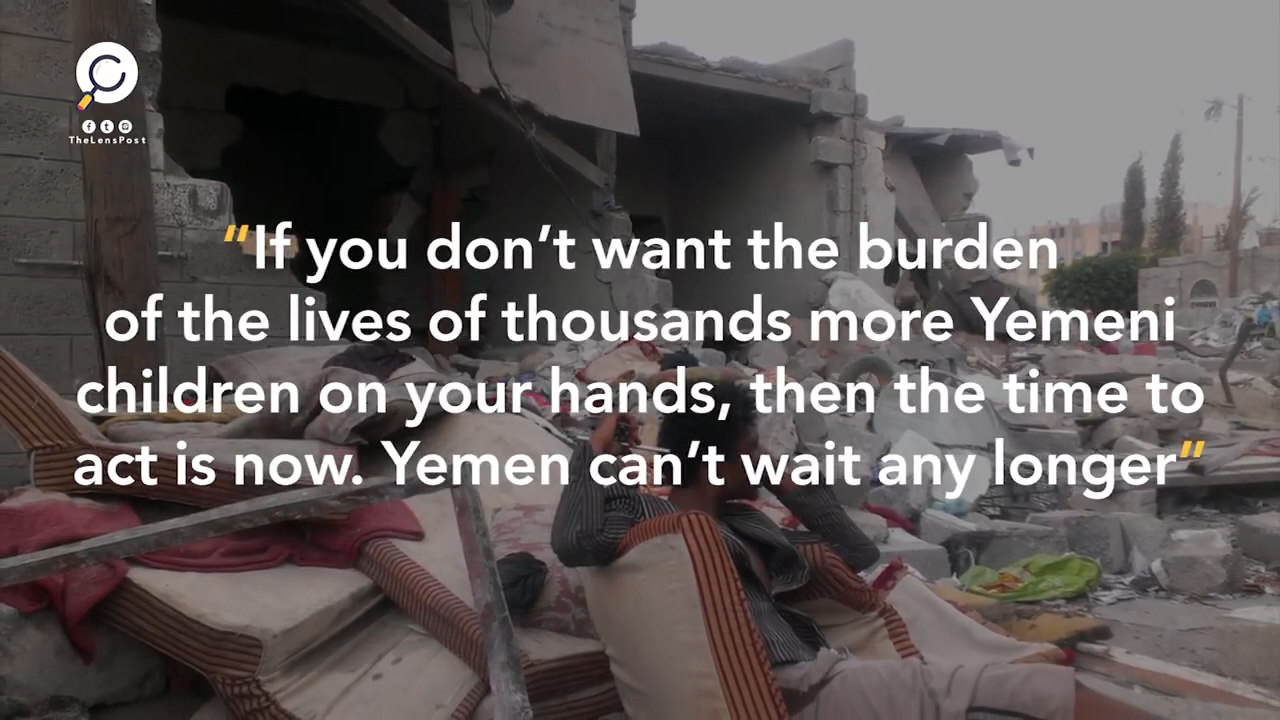 TheLensPost
“If you don’t want the burden
of the lives of thousands more Yemeni
children on your hands, then the time to
act is now. Yemen can’t wait any longer”